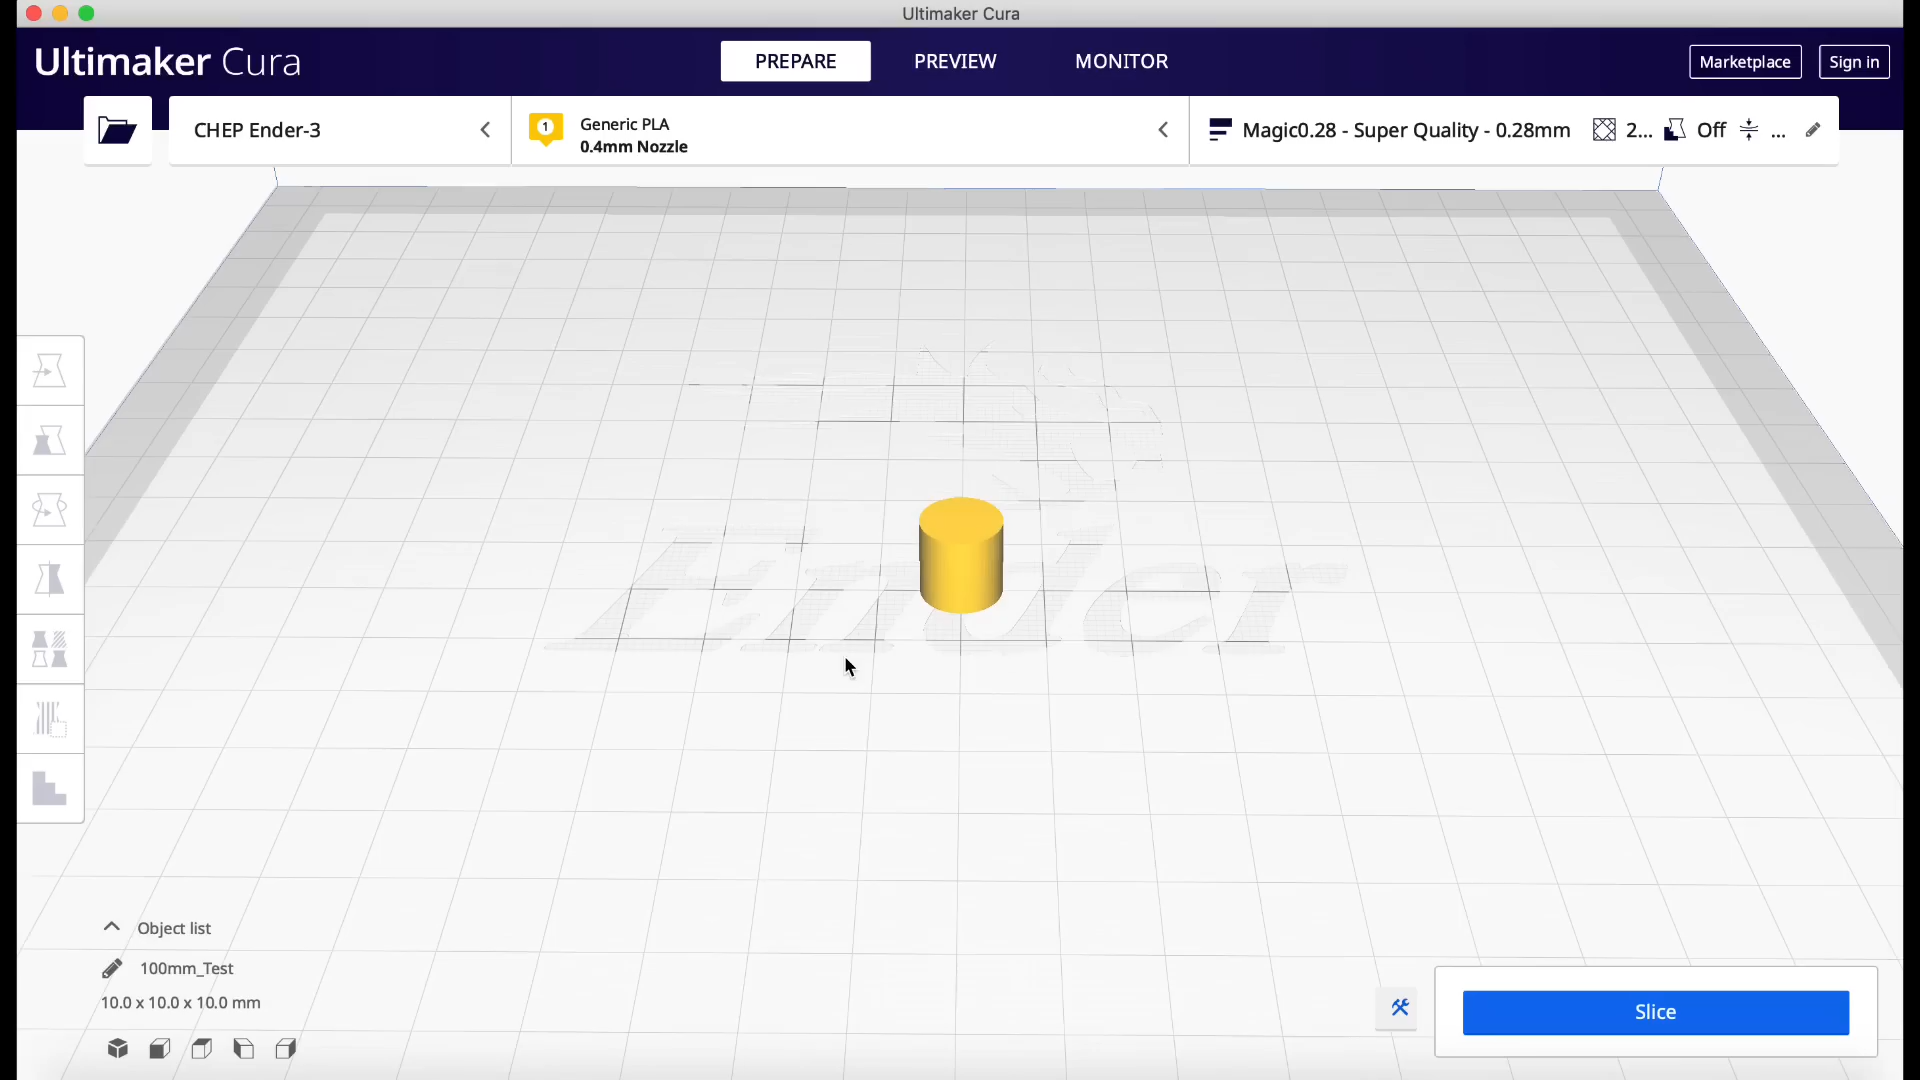 Ultimaker Cura
Ultimaker Cura
PREPARE
PREVIEW
MONITOR
Marketplace
Sign in
CHEP Ender-3
1
Generic PLA
0.4mm Nozzle
Magic0.28 - Super Quality - 0.28mm
2...
Off
...
Ender
Object list
100mm_Test
10.0 x 10.0 x 10.0 mm
Slice